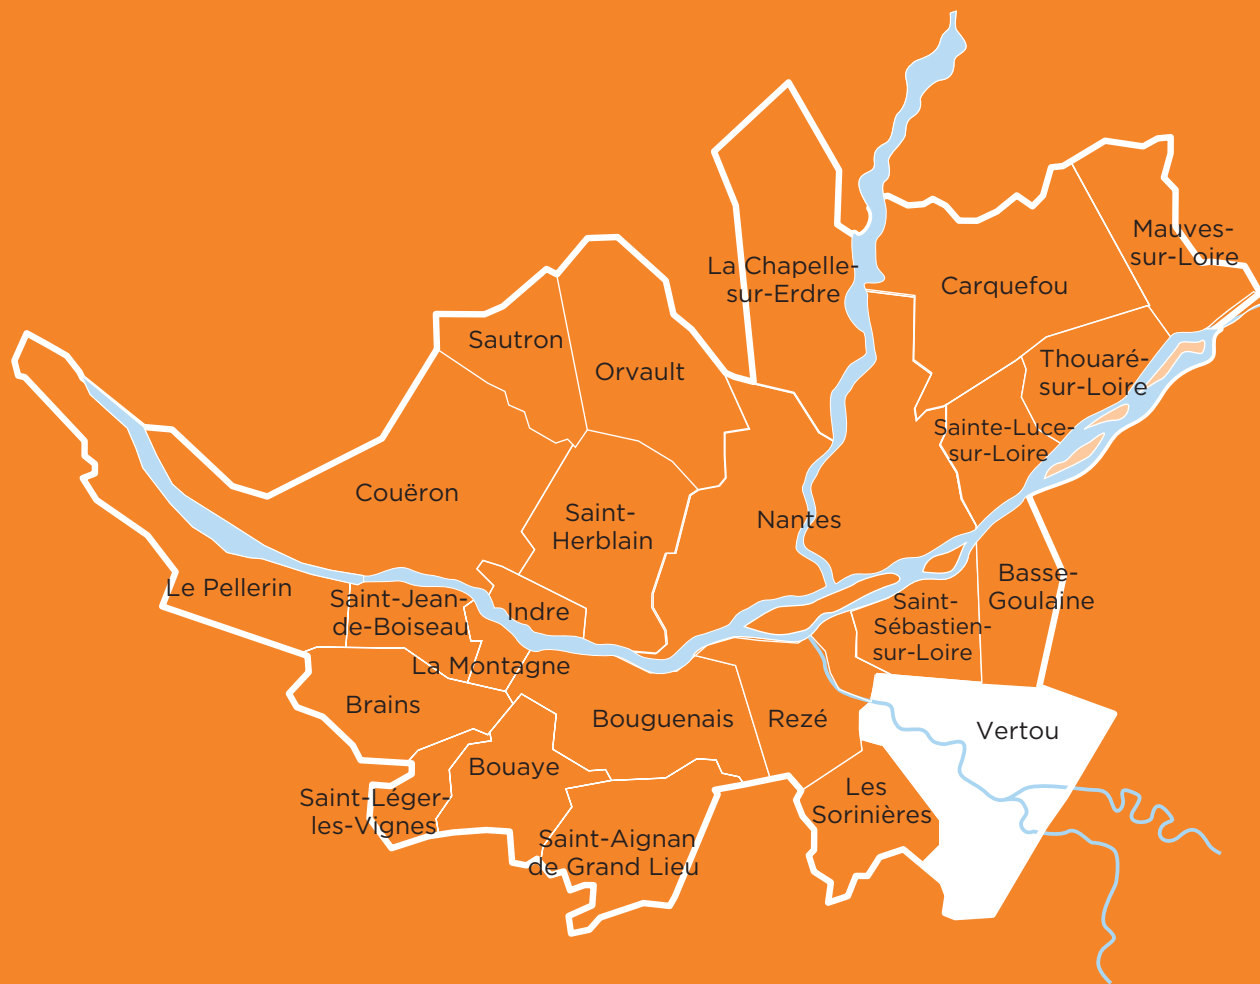 Mauves-
sur-Loire
La Chapelle-
sur-Erdre
Carquefou
Sautron
Orvault
Thouaré-
sur-Loire
Sainte-Luce-
sur-Loire
Couëron
Saint-
Herblain
Nantes
Le Pellerin
Saint-Jean-
de-Boiseau
Indre
Basse-
Goulaine
Saint-
Sébastien-
sur-Loire
La Montagne
Brains
Bouguenais
Rezé
Vertou
Bouaye
Saint-Léger-
les-Vignes
Les
Sorinières
Saint-Aignan
de Grand Lieu